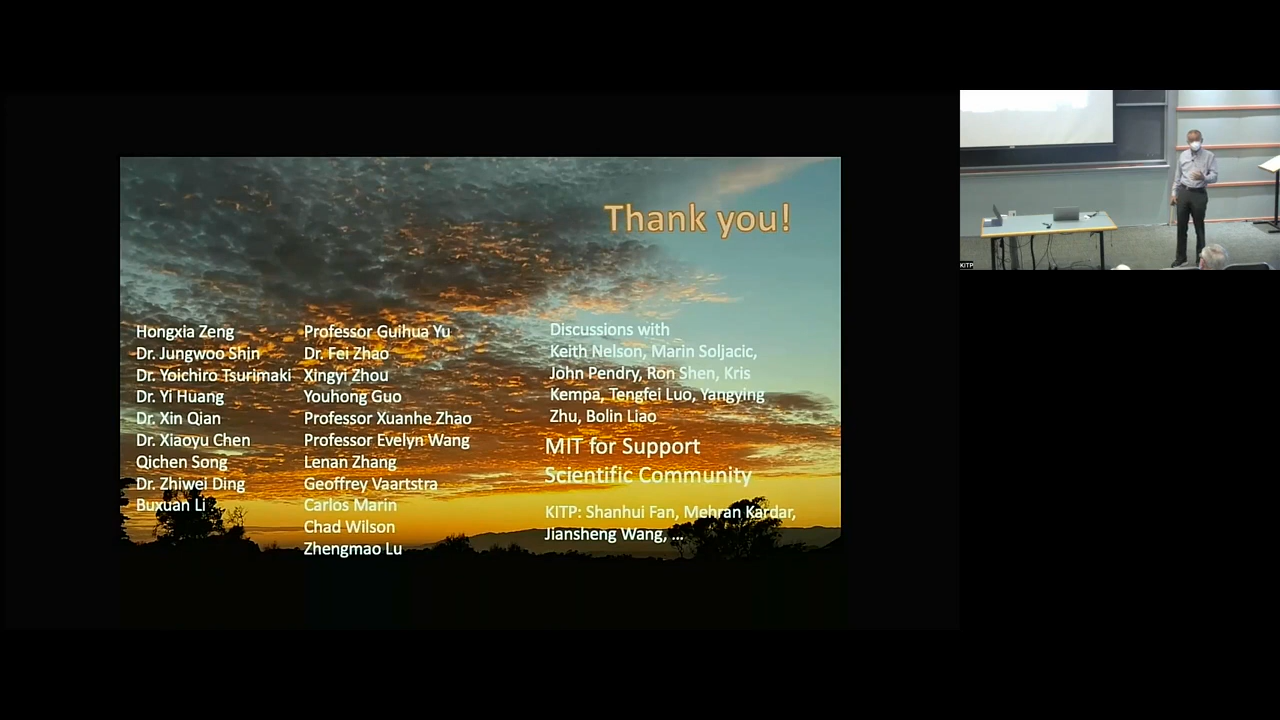 Thank you!
Hongxia Zeng
Dr. Jungwoo Shin
Dr. Yoichiro Tsurimaki
Dr. Yi Huang
Dr. Xin Qian
Dr. Xiaoyu Chen
Qichen Song
Dr. Zhiwei Ding
Buxuan Li
Professor Guihua Yu
Dr. Fei Zhao
Xingyi Zhou
Youhong Guo
Professor Xuanhe Zhao
Professor Evelyn Wang
Lenan Zhang
Geoffrey Vaartstra
Carlos Marin
Chad Wilson
Zhengmao Lu
Discussions with
Keith Nelson, Marin Soljacic,
John Pendry, Ron Shen, Kris
Kempa, Tengfei Luo, Yangying
Zhu, Bolin Liao
MIT for Support
Scientific Community
KITP: Shanhui Fan, Mehran Kardar,
Jiansheng Wang, ...
KITP